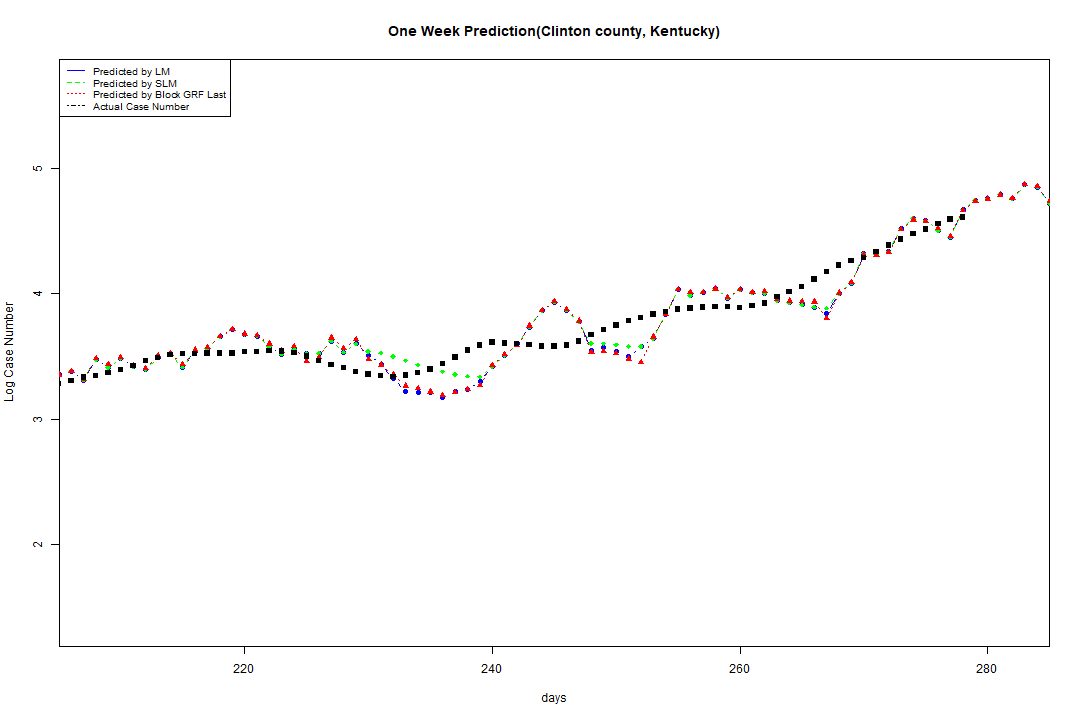 One Week Prediction(Clinton county, Kentucky)
Predicted by LM
Predicted by SLM
Predicted by Block GRF Last
Actual Case Number
5
4
3
2
Log Case Number
220 240 260 280
days